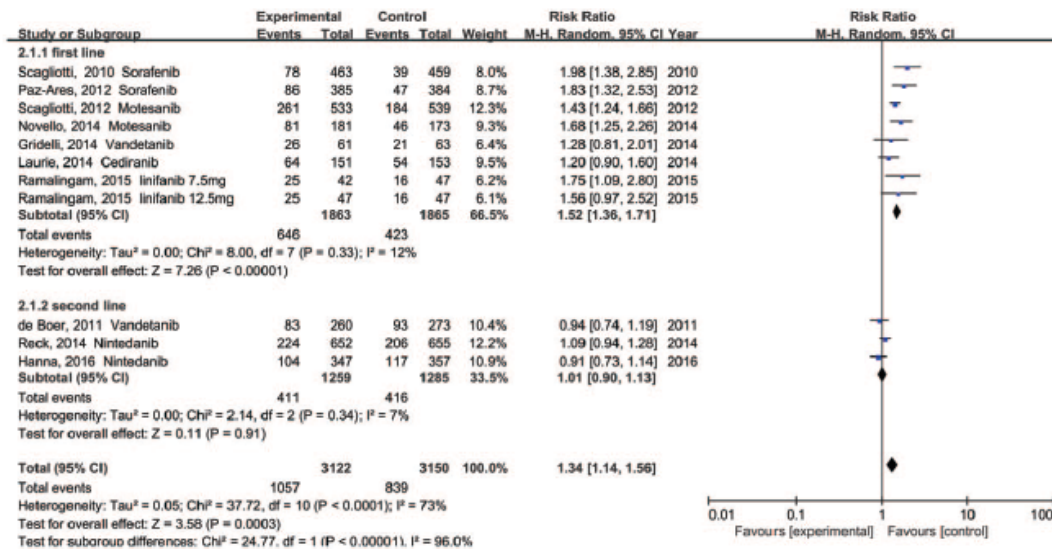 Experimental Control Risk Ratio Risk Ratio
Study or Subgroup Events Total Events Total Weight M-H, Random, 95% CI Year M-H, Random, 95% CI
2.1.1 first line
Scagliotti, 2010 Sorafenib 78 463 39 459 8.0% 1.98 [1.38, 2.85] 2010
Paz-Ares, 2012 Sorafenib 86 385 47 384 8.7% 1.83 [1.32, 2.53] 2012
Scagliotti, 2012 Motesanib 261 533 184 539 12.3% 1.43 [1.24, 1.66] 2012
Novello, 2014 Motesanib 81 181 46 173 9.3% 1.68 [1.25, 2.26] 2014
Gridelli, 2014 Vandetanib 26 61 21 63 6.4% 1.28 [0.81, 2.01] 2014
Laurie, 2014 Cediranib 64 151 54 153 9.5% 1.20 [0.90, 1.60] 2014
Ramalingam, 2015 linifanib 7.5mg 25 42 16 47 6.2% 1.75 [1.09, 2.80] 2015
Ramalingam, 2015 linifanib 12.5mg 25 47 16 47 6.1% 1.56 [0.97, 2.52] 2015
Subtotal (95% CI) 1863 1865 66.5% 1.52 [1.36, 1.71]
Total events 646 423
Heterogeneity: Tau² = 0.00; Chi² = 8.00, df = 7 (P = 0.33); I² = 12%
Test for overall effect: Z = 7.26 (P < 0.00001)
2.1.2 second line
de Boer, 2011 Vandetanib 83 260 93 273 10.4% 0.94 [0.74, 1.19] 2011
Reck, 2014 Nintedanib 224 652 206 655 12.2% 1.09 [0.94, 1.28] 2014
Hanna, 2016 Nintedanib 104 347 117 357 10.9% 0.91 [0.73, 1.14] 2016
Subtotal (95% CI) 1259 1285 33.5% 1.01 [0.90, 1.13]
Total events 411 416
Heterogeneity: Tau² = 0.00; Chi² = 2.14, df = 2 (P = 0.34); I² = 7%
Test for overall effect: Z = 0.11 (P = 0.91)
Total (95% CI) 3122 3150 100.0% 1.34 [1.14, 1.56]
Total events 1057 839
Heterogeneity: Tau² = 0.05; Chi² = 37.72, df = 10 (P < 0.0001); I² = 73%
Test for overall effect: Z = 3.58 (P = 0.0003)
Test for subgroup differences: Chi² = 24.77, df = 1 (P < 0.00001), I² = 96.0%
0.01 0.1 1 10 100
Favours [experimental] Favours [control]